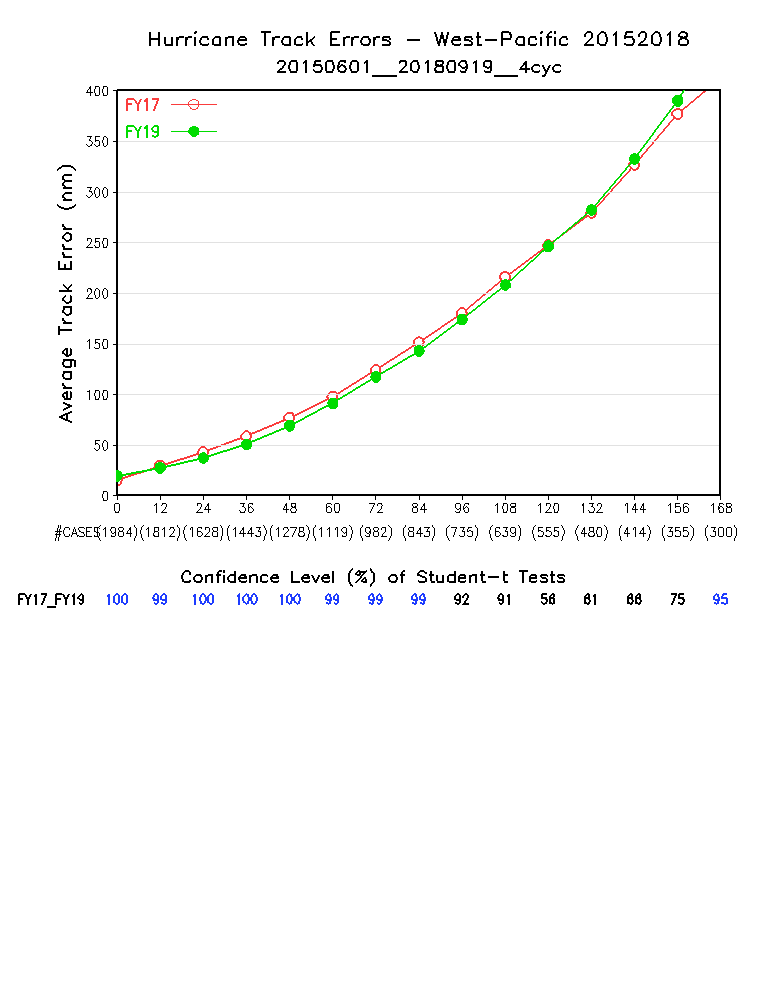 Hurricane Track Errors - West-Pacific 20152018
20150601__20180919__4cyc
FY17
FY19
Average Track Error (nm)
400
350
300
250
200
150
100
50
0
0 12 24 36 48 60 72 84 96 108 120 132 144 156 168
#CASES (1984) (1812) (1628) (1443) (1278) (1119) (982) (843) (735) (639) (555) (480) (414) (355) (300)
Confidence Level (%) of Student-t Tests
FY17_FY19 100 99 100 100 100 99 99 99 92 91 56 61 66 75 95